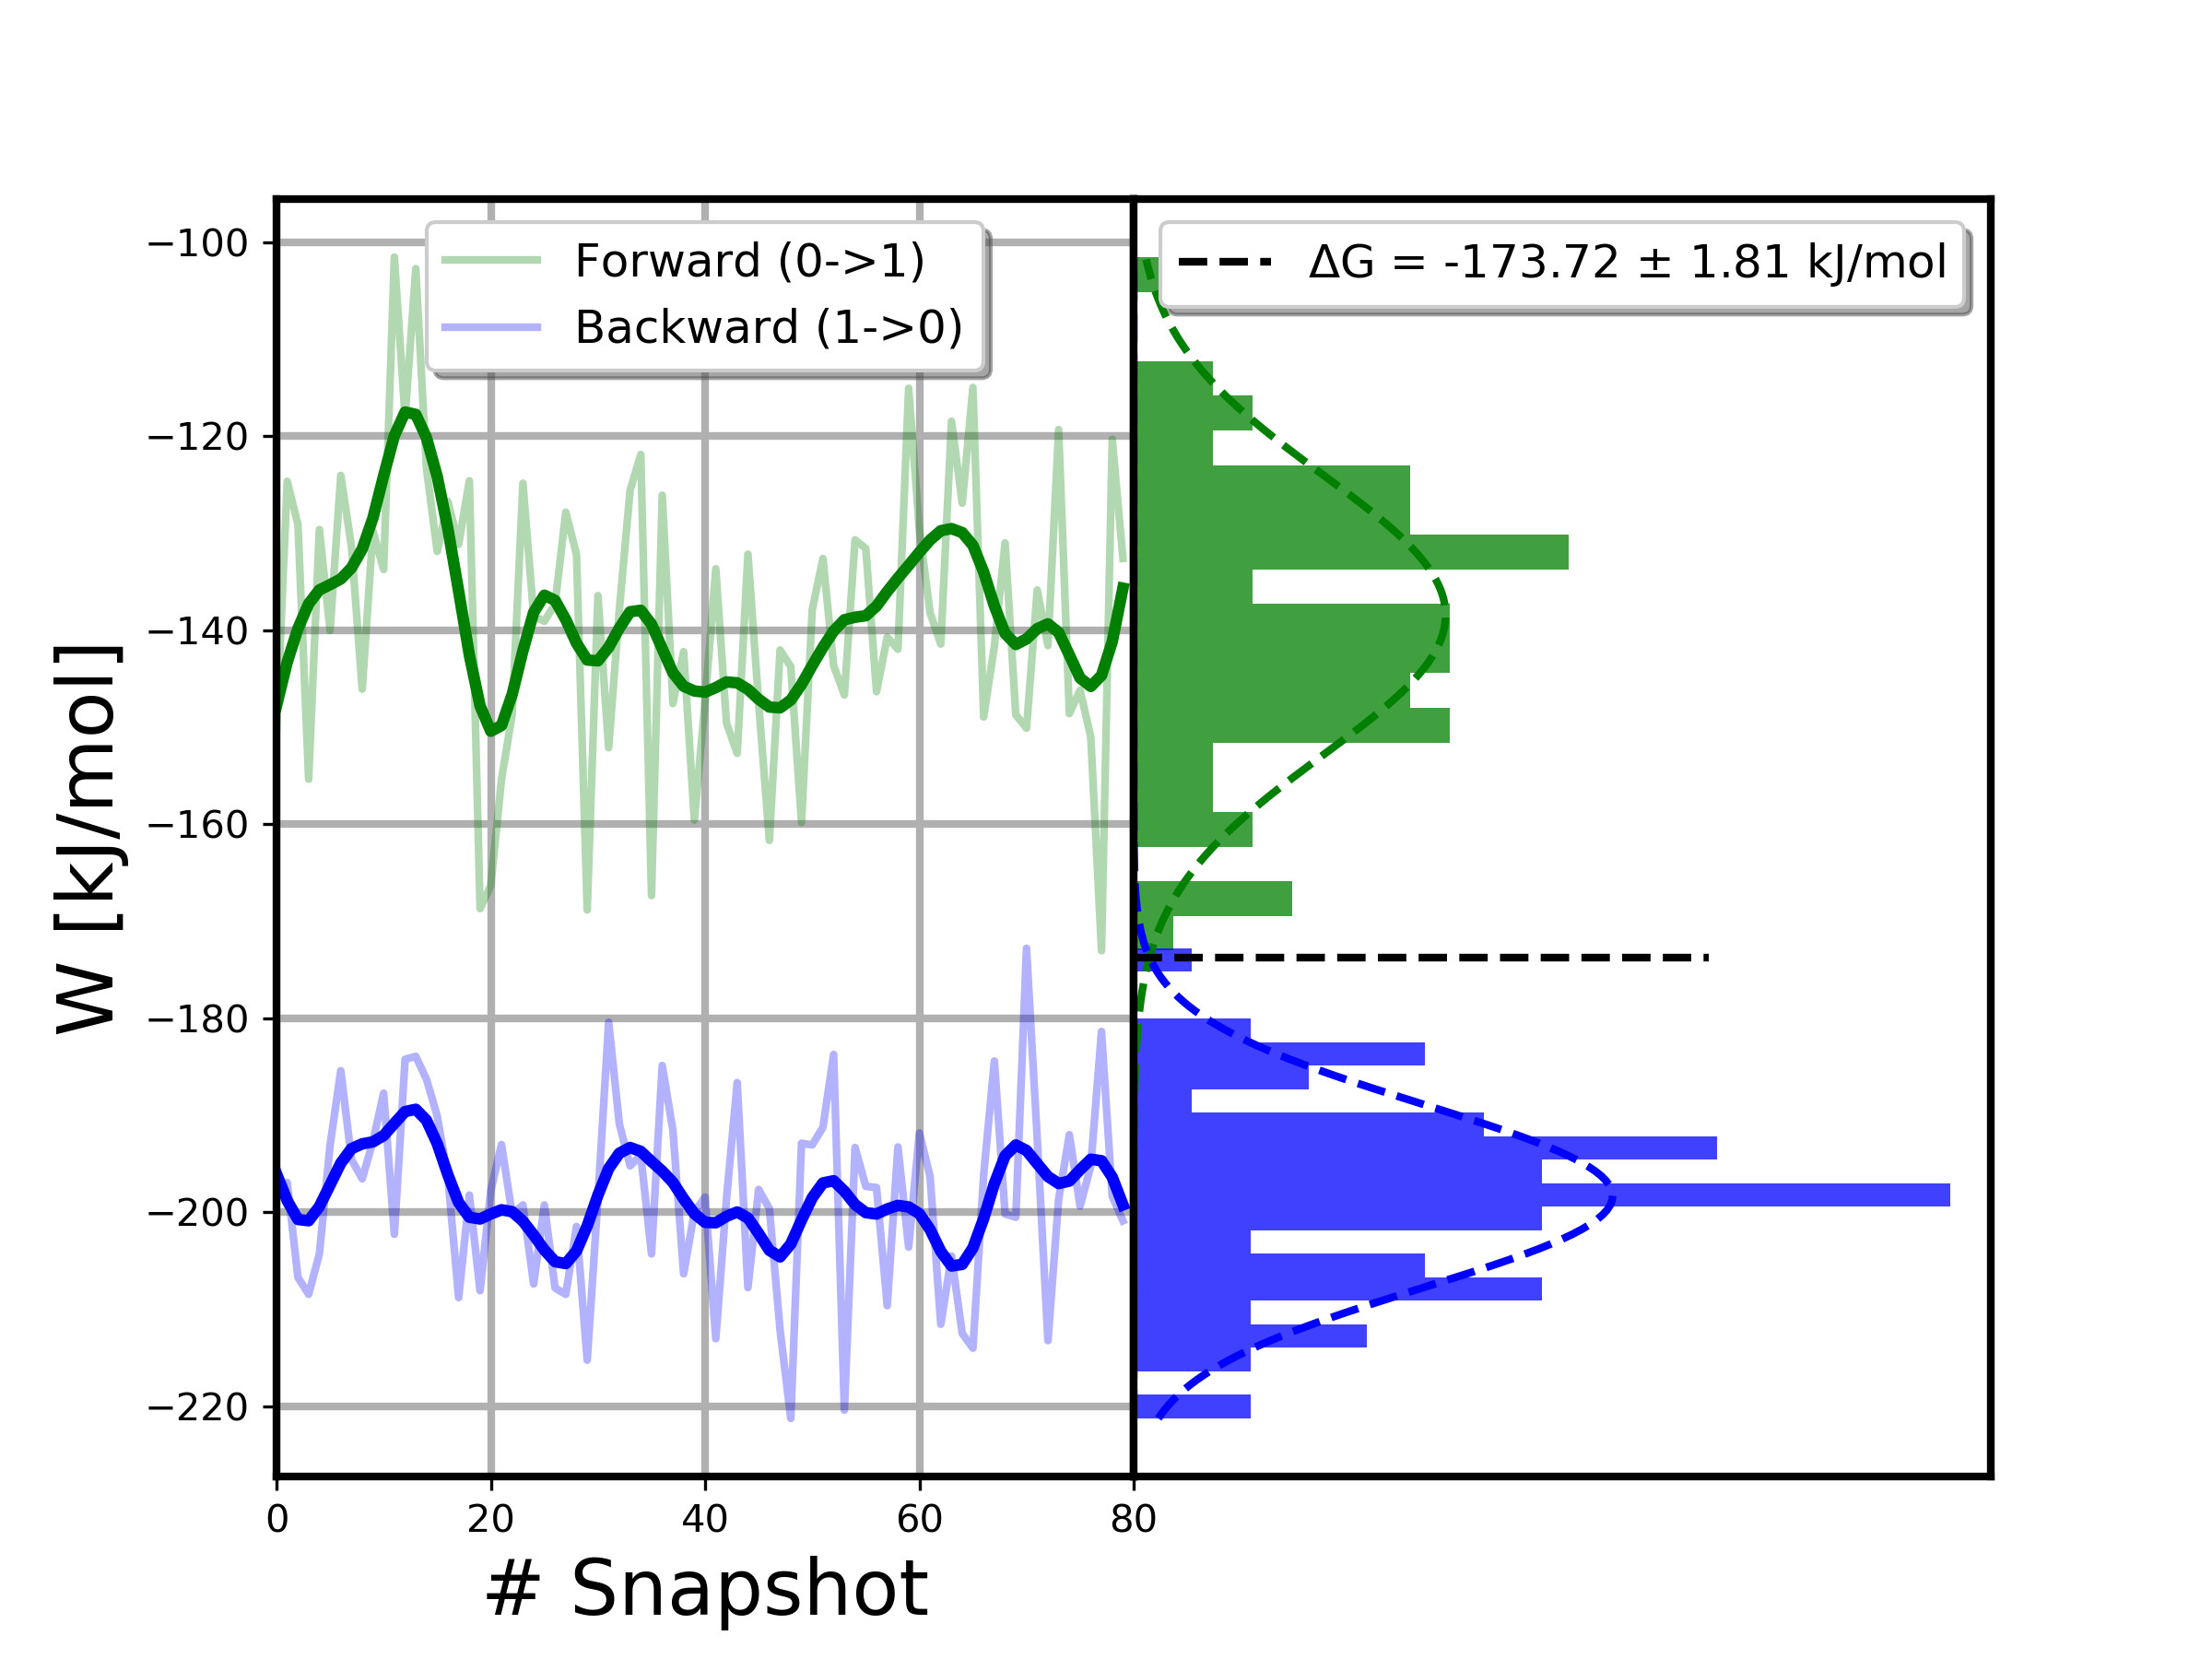 Forward (0->1)
Backward (1->0)
ΔG = -173.72 ± 1.81 kJ/mol
W [kJ/mol]
−100
−120
−140
−160
−180
−200
−220
0 20 40 60 80
# Snapshot